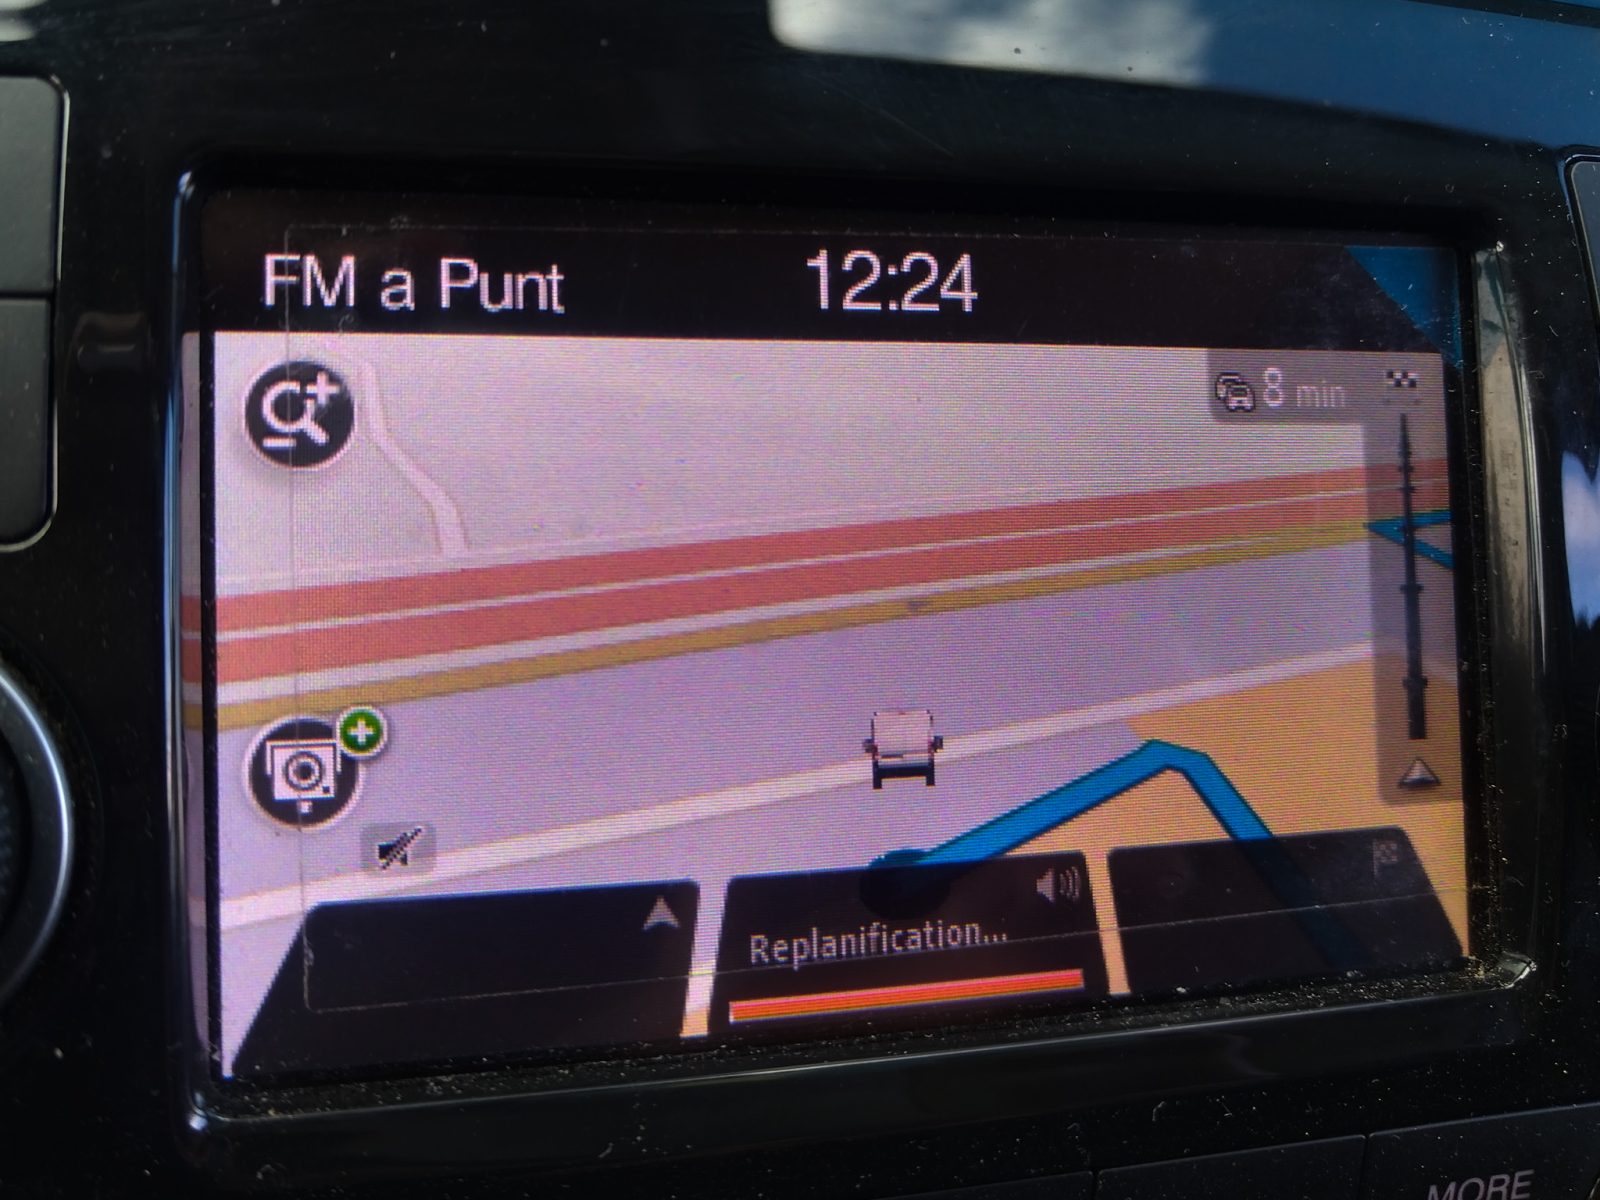 FM a Punt
12:24
8 min
Replanification...
MORE